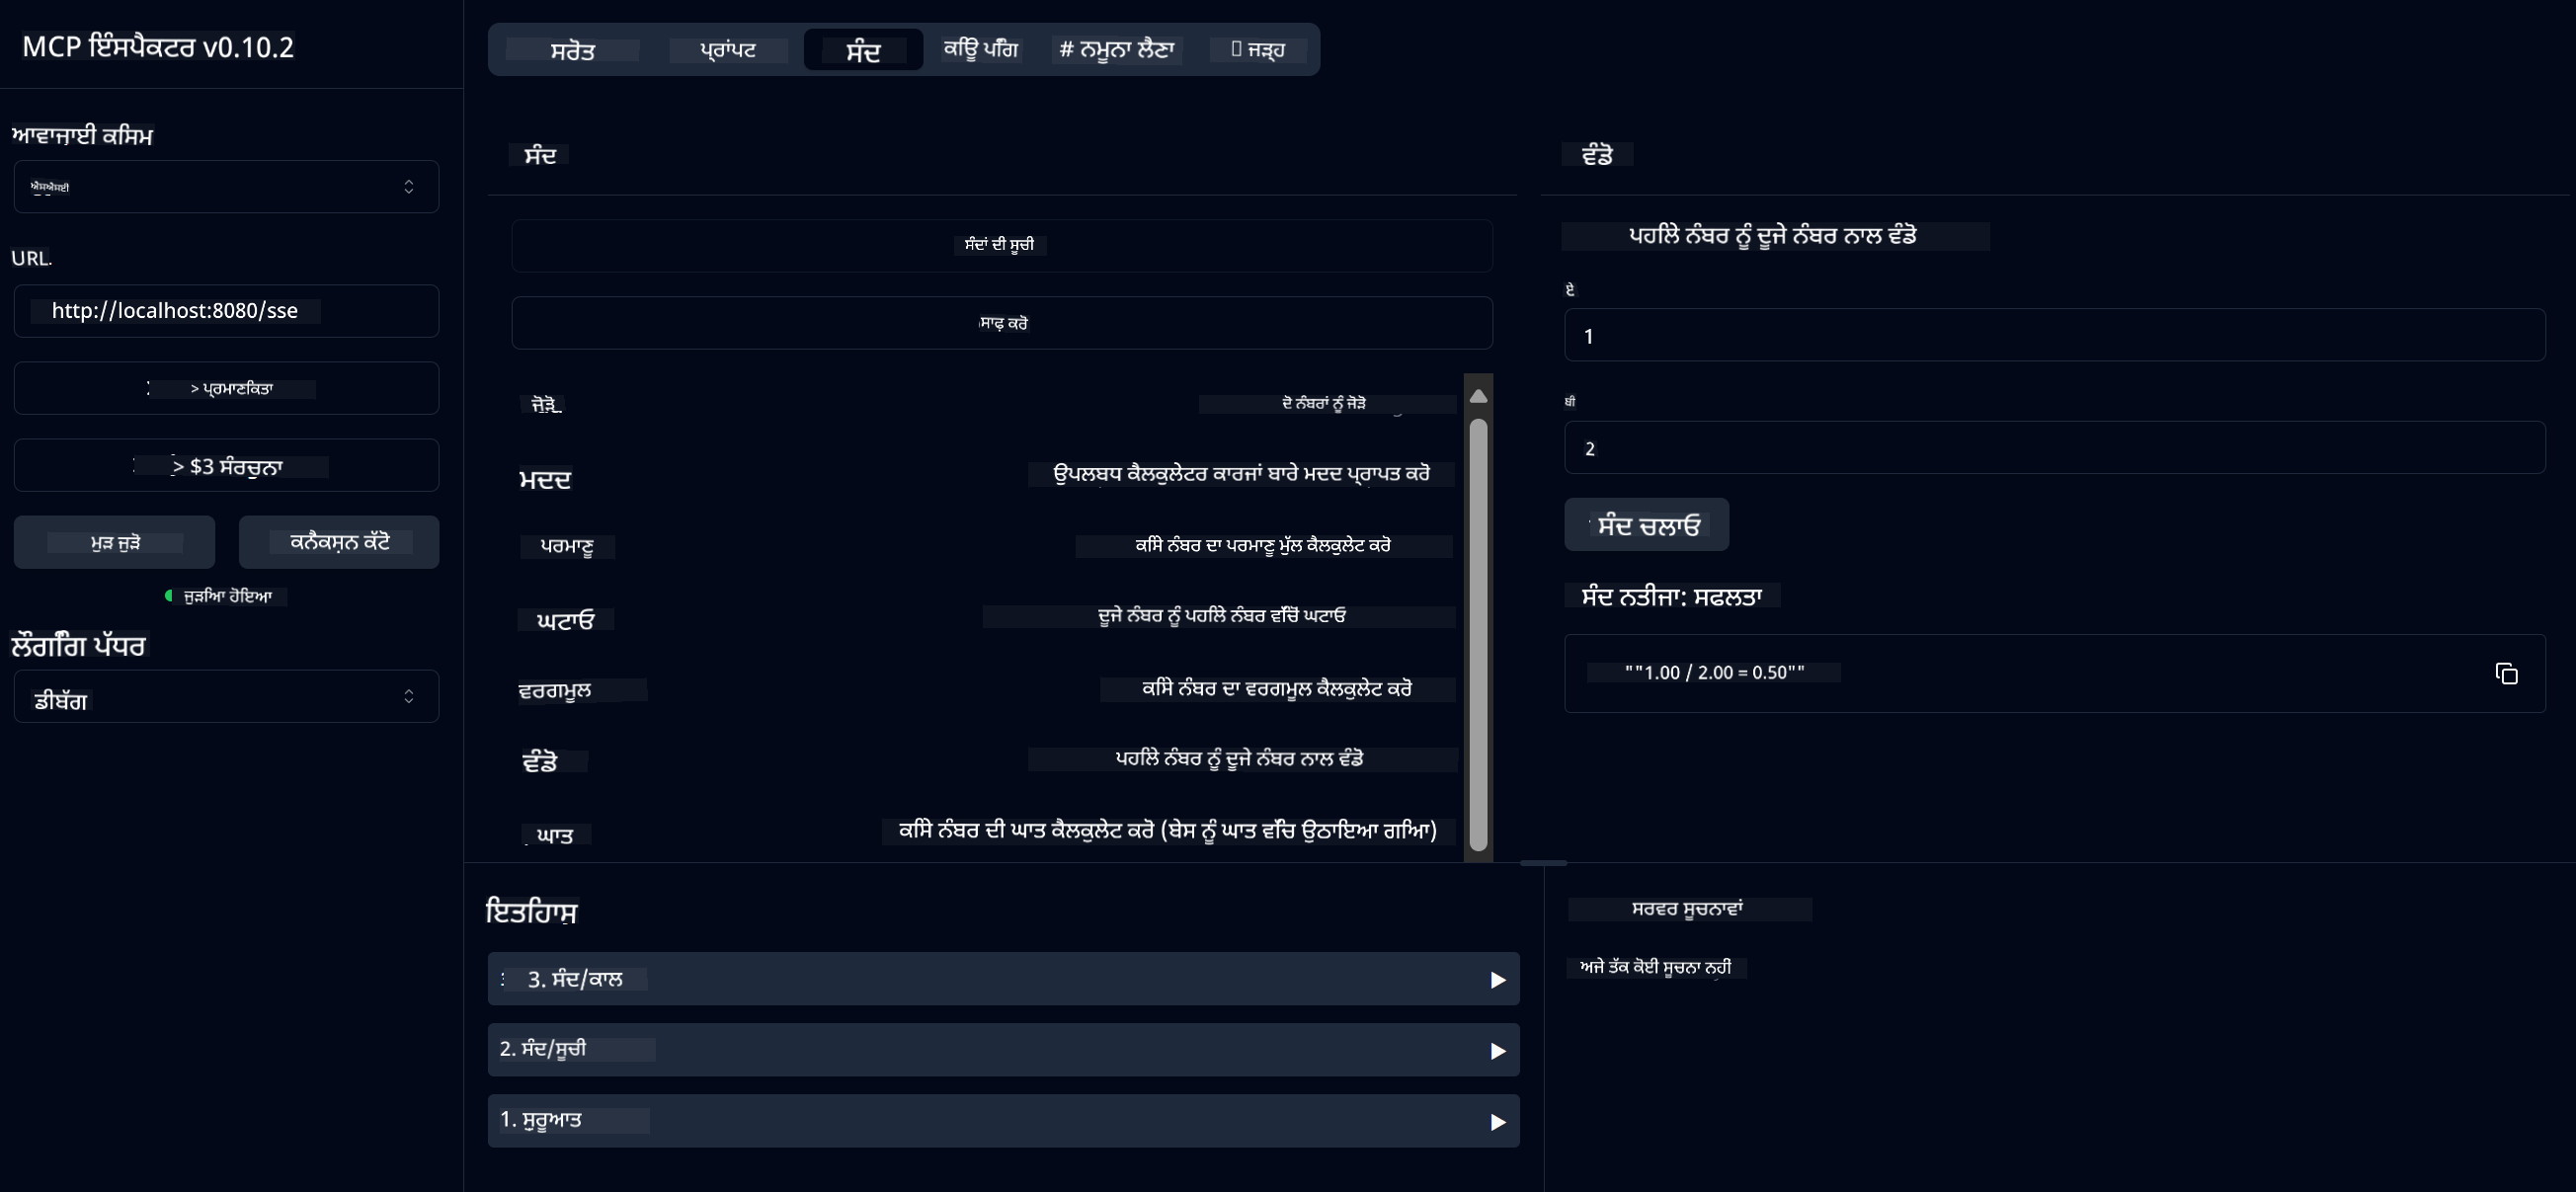 MCP ਇੰਸਪੈਕਟਰ v0.10.2
ਆਵਾਜਾਈ ਕਿਸਮ
ਐਸਐਸਈ
URL
http://localhost:8080/sse
> ਪ੍ਰਮਾਣਿਕਤਾ
> $3 ਸੰਰਚਨਾ
ਮੁੜ ਜੁੜੋ
ਕਨੈਕਸ਼ਨ ਕੱਟੋ
ਜੁੜਿਆ ਹੋਇਆ
ਲੌਗਿੰਗ ਪੱਧਰ
ਡੀਬੱਗ
ਸਰੋਤ
ਪ੍ਰਾਂਪਟ
ਸੰਦ
ਕਿਊ ਪਿੰਗ
# ਨਮੂਨਾ ਲੈਣਾ
ਜੜ੍ਹ
ਸੰਦ
ਸੰਦਾਂ ਦੀ ਸੂਚੀ
ਸਾਫ਼ ਕਰੋ
ਜੋੜੋ
ਦੋ ਨੰਬਰਾਂ ਨੂੰ ਜੋੜੋ
ਮਦਦ
ਉਪਲਬਧ ਕੈਲਕੁਲੇਟਰ ਕਾਰਜਾਂ ਬਾਰੇ ਮਦਦ ਪ੍ਰਾਪਤ ਕਰੋ
ਪਰਮਾਣੂ
ਕਿਸੇ ਨੰਬਰ ਦਾ ਪਰਮਾਣੂ ਮੁੱਲ ਕੈਲਕੁਲੇਟ ਕਰੋ
ਘਟਾਓ
ਦੂਜੇ ਨੰਬਰ ਨੂੰ ਪਹਿਲੇ ਨੰਬਰ ਵਿੱਚੋਂ ਘਟਾਓ
ਵਰਗਮੂਲ
ਕਿਸੇ ਨੰਬਰ ਦਾ ਵਰਗਮੂਲ ਕੈਲਕੁਲੇਟ ਕਰੋ
ਵੰਡੋ
ਪਹਿਲੇ ਨੰਬਰ ਨੂੰ ਦੂਜੇ ਨੰਬਰ ਨਾਲ ਵੰਡੋ
ਘਾਤ
ਕਿਸੇ ਨੰਬਰ ਦੀ ਘਾਤ ਕੈਲਕੁਲੇਟ ਕਰੋ (ਬੇਸ ਨੂੰ ਘਾਤ ਵਿੱਚ ਉਠਾਇਆ ਗਿਆ)
ਵੰਡੋ
ਪਹਿਲੇ ਨੰਬਰ ਨੂੰ ਦੂਜੇ ਨੰਬਰ ਨਾਲ ਵੰਡੋ
ਏ
1
ਬੀ
2
ਸੰਦ ਚਲਾਓ
ਸੰਦ ਨਤੀਜਾ: ਸਫਲਤਾ
""1.00 / 2.00 = 0.50""
ਇਤਿਹਾਸ
3. ਸੰਦ/ਕਾਲ
2. ਸੰਦ/ਸੂਚੀ
1. ਸ਼ੁਰੂਆਤ
ਸਰਵਰ ਸੂਚਨਾਵਾਂ
ਅਜੇ ਤੱਕ ਕੋਈ ਸੂਚਨਾ ਨਹੀਂ